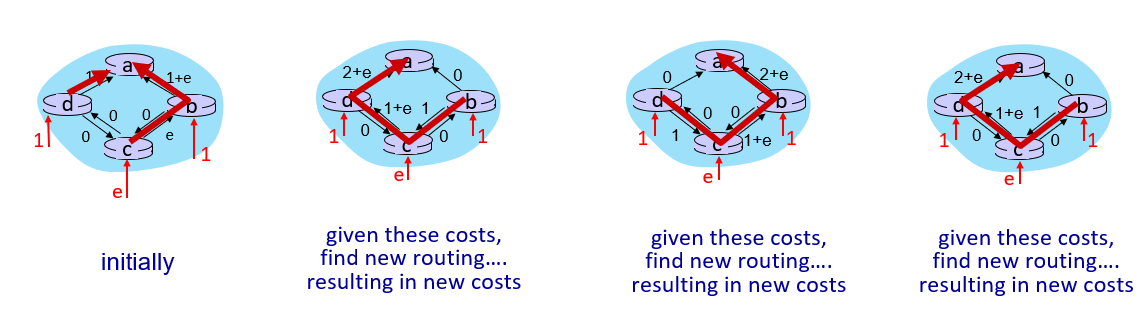 a
1
1+e
d
b
0
0
0
e
c
1
1
e
initially
a
2+e
0
d
b
1+e
1
0
0
c
1
1
e
given these costs,
find new routing....
resulting in new costs
a
0
2+e
d
b
0
0
1
1+e
c
1
1
e
given these costs,
find new routing....
resulting in new costs
a
2+e
0
d
b
1+e
1
0
0
c
1
1
e
given these costs,
find new routing....
resulting in new costs